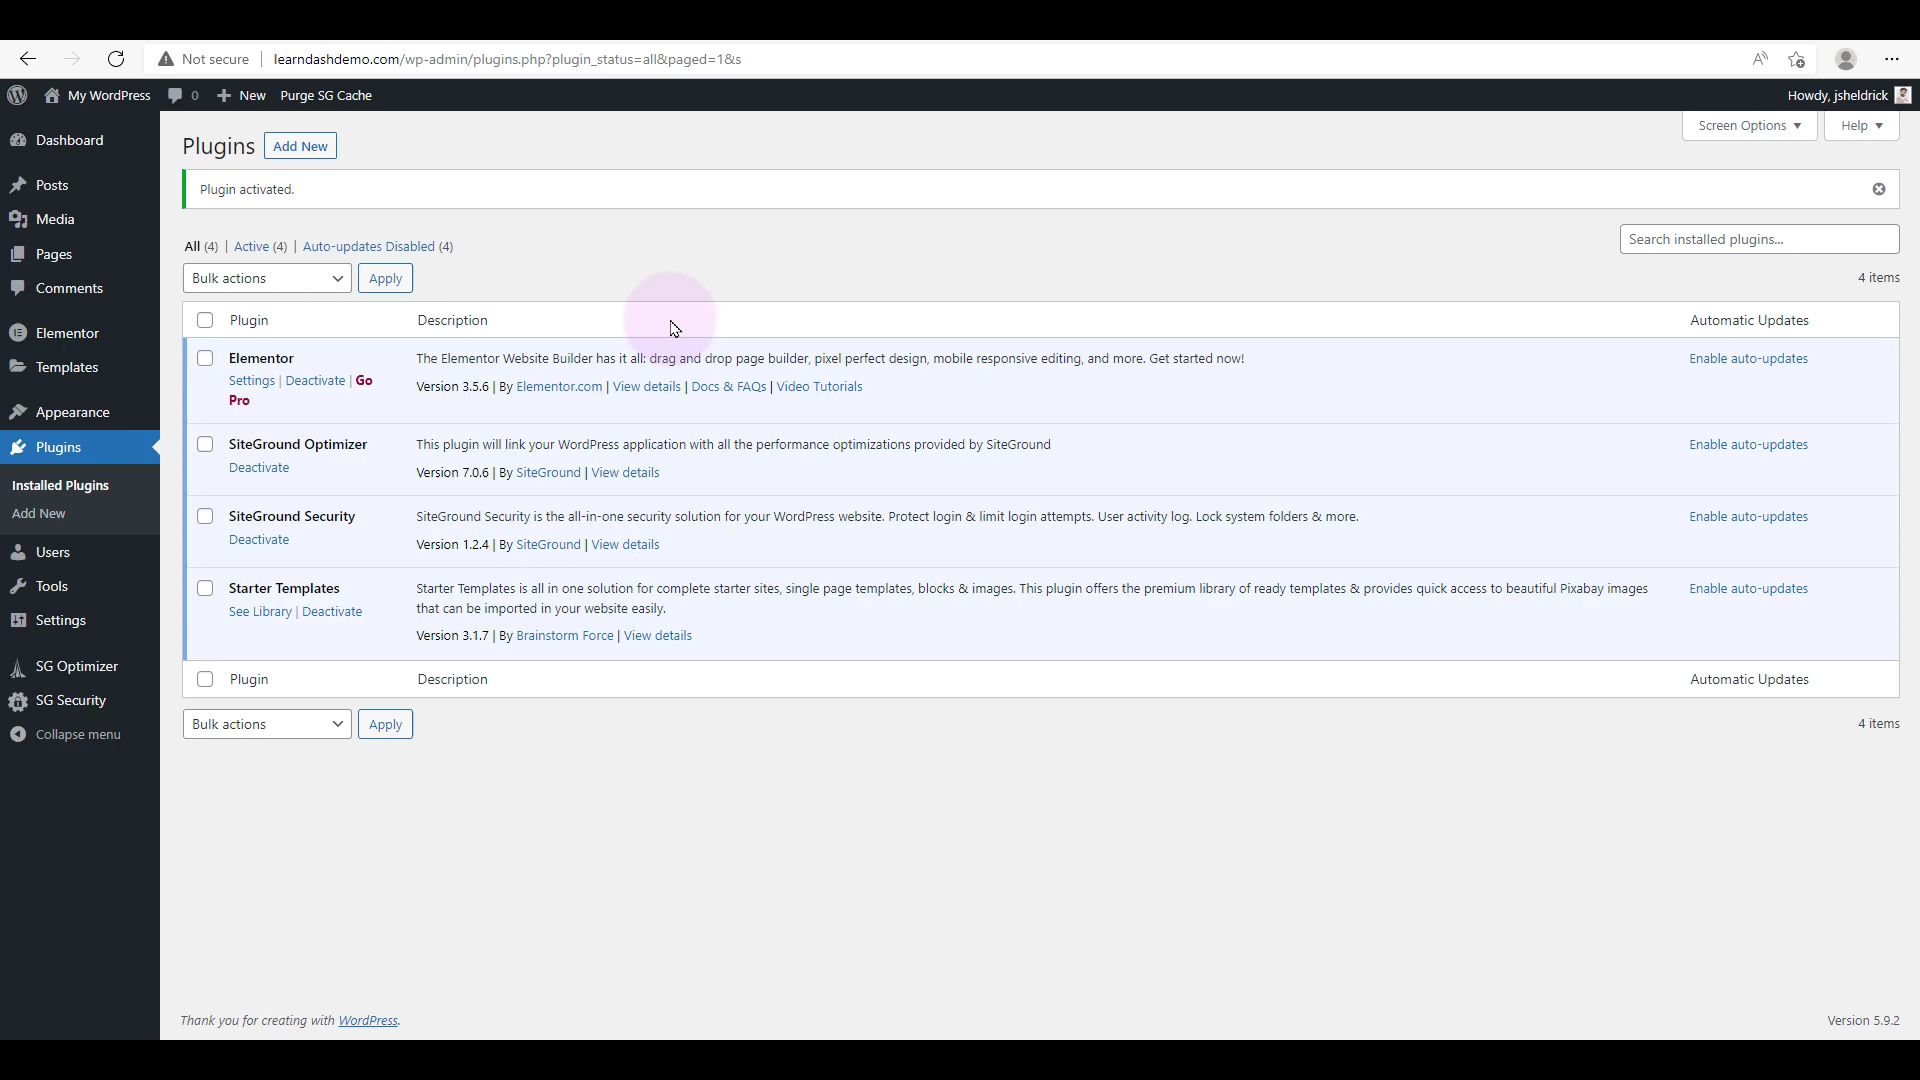 Not secure learndashdemo.com/wp-admin/plugins.php?plugin_status=all&paged=1&s
My WordPress 0 New Purge SG Cache Howdy, jsheldrick
Screen Options Help
Dashboard
Posts
Media
Pages
Comments
Elementor
Templates
Appearance
Plugins
Installed Plugins
Add New
Users
Tools
Settings
SG Optimizer
SG Security
Collapse menu
Plugins Add New
Plugin activated.
All (4) | Active (4) | Auto-updates Disabled (4)
Search installed plugins...
Bulk actions Apply 4 items
Plugin Description Automatic Updates
Elementor The Elementor Website Builder has it all: drag and drop page builder, pixel perfect design, mobile responsive editing, and more. Get started now! Enable auto-updates
Settings | Deactivate | Go
Pro
Version 3.5.6 | By Elementor.com | View details | Docs & FAQs | Video Tutorials
SiteGround Optimizer This plugin will link your WordPress application with all the performance optimizations provided by SiteGround Enable auto-updates
Deactivate
Version 7.0.6 | By SiteGround | View details
SiteGround Security SiteGround Security is the all-in-one security solution for your WordPress website. Protect login & limit login attempts. User activity log. Lock system folders & more. Enable auto-updates
Deactivate
Version 1.2.4 | By SiteGround | View details
Starter Templates Starter Templates is all in one solution for complete starter sites, single page templates, blocks & images. This plugin offers the premium library of ready templates & provides quick access to beautiful Pixabay images Enable auto-updates
See Library | Deactivate
that can be imported in your website easily.
Version 3.1.7 | By Brainstorm Force | View details
Plugin Description Automatic Updates
Bulk actions Apply 4 items
Thank you for creating with WordPress. Version 5.9.2